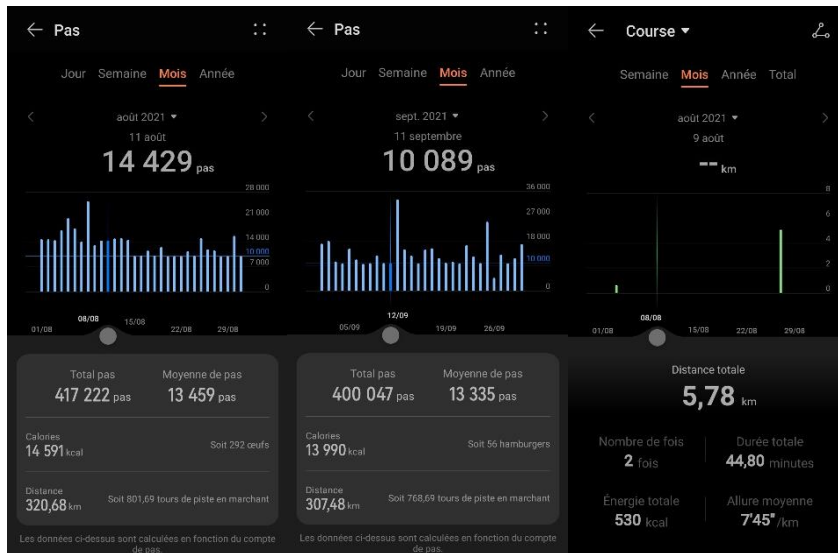 Pas
Jour Semaine Mois Année
août 2021
11 août
14 429 pas
28 000
21 000
14 000
10 000
7 000
0
01/08 08/08 15/08 22/08 29/08
Total pas Moyenne de pas
417 222 pas 13 459 pas
Calories
14 591 kcal Soit 292 œufs
Distance
320,68 km Soit 801,69 tours de piste en marchant
Les données ci-dessus sont calculées en fonction du compte
de pas.
Pas
Jour Semaine Mois Année
sept. 2021
11 septembre
10 089 pas
36 000
27 000
18 000
10 000
0
05/09 12/09 19/09 26/09
Total pas Moyenne de pas
400 047 pas 13 335 pas
Calories
13 990 kcal Soit 56 hamburgers
Distance
307,48 km Soit 768,69 tours de piste en marchant
Les données ci-dessus sont calculées en fonction du compte
de pas.
Course
Semaine Mois Année Total
août 2021
9 août
-- km
8
6
4
2
0
01/08 08/08 15/08 22/08 29/08
Distance totale
5,78 km
Nombre de fois Durée totale
2 fois 44,80 minutes
Énergie totale Allure moyenne
530 kcal 7'45" /km